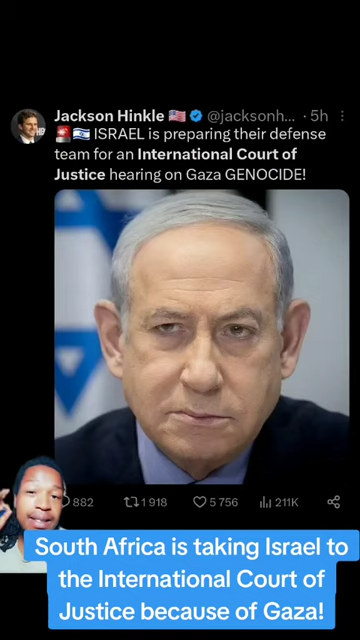 Jackson Hinkle 🇺🇸 @jacksonh... · 5h
🚨🇮🇱 ISRAEL is preparing their defense
team for an International Court of
Justice hearing on Gaza GENOCIDE!
882 1 918 5 756 211K
South Africa is taking Israel to
the International Court of
Justice because of Gaza!